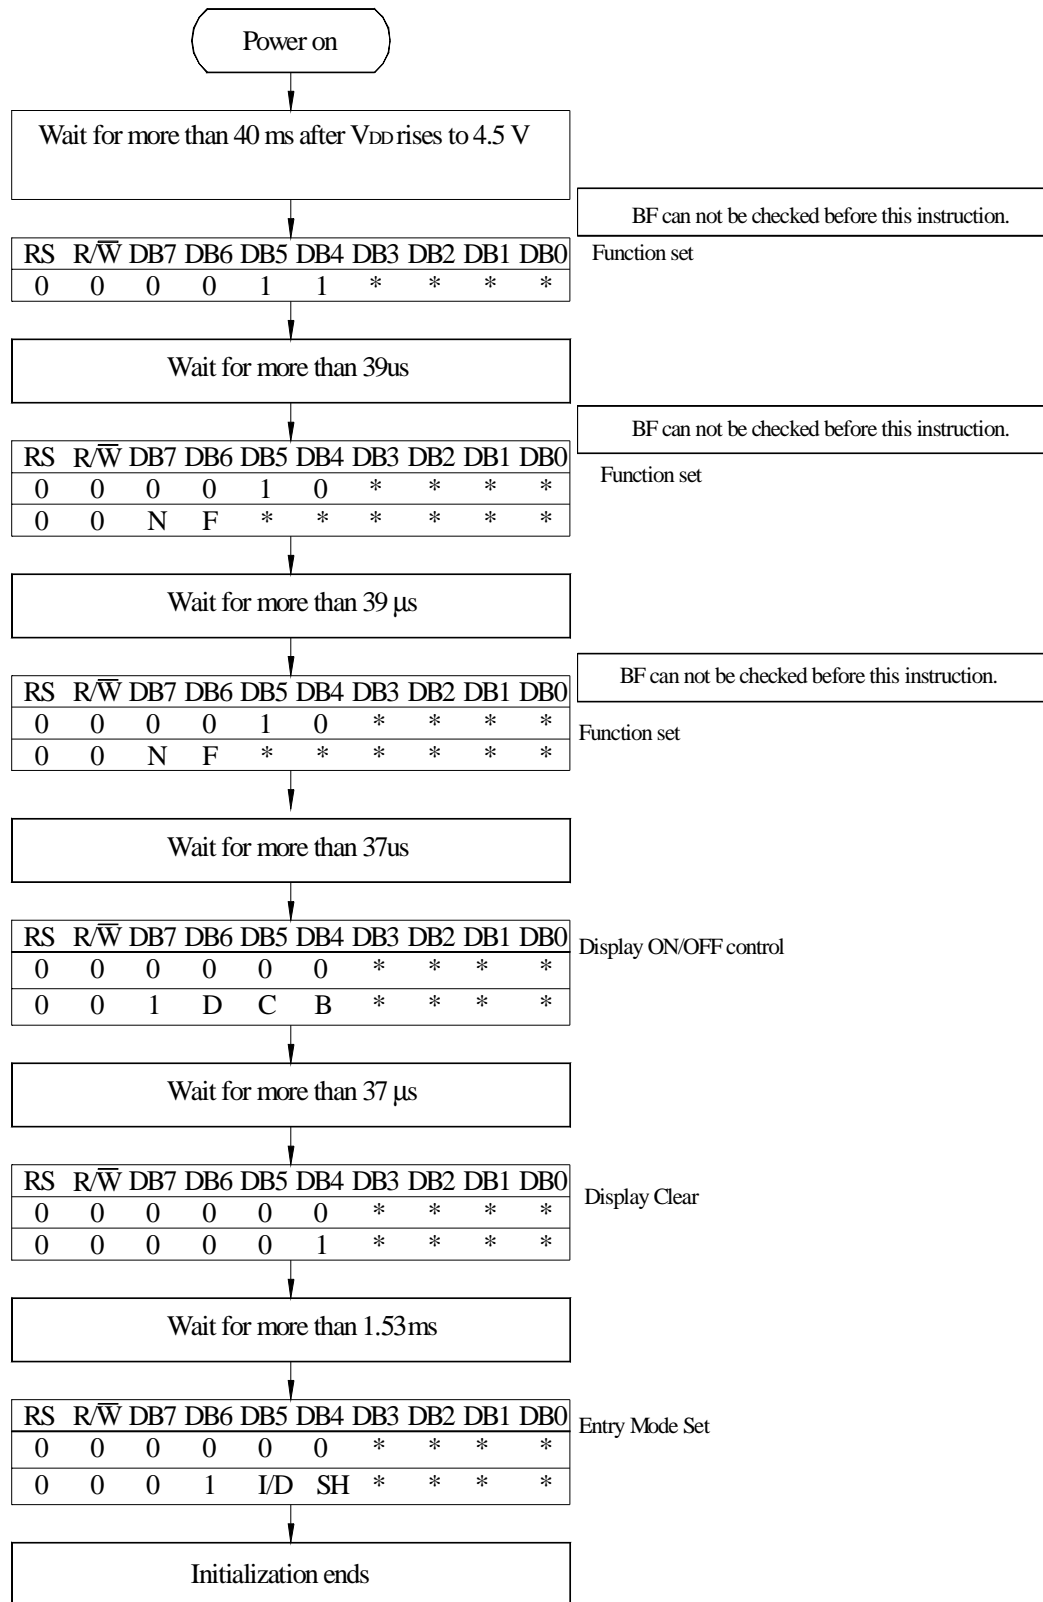 Power on
Wait for more than 40 ms after VDD rises to 4.5 V
BF can not be checked before this instruction.
RS R/W̅ DB7 DB6 DB5 DB4 DB3 DB2 DB1 DB0
Function set
0 0 0 0 1 1 * * * *
Wait for more than 39us
BF can not be checked before this instruction.
RS R/W̅ DB7 DB6 DB5 DB4 DB3 DB2 DB1 DB0
Function set
0 0 0 0 1 0 * * * *
0 0 N F * * * * * *
Wait for more than 39 μs
BF can not be checked before this instruction.
RS R/W̅ DB7 DB6 DB5 DB4 DB3 DB2 DB1 DB0
0 0 0 0 1 0 * * * *
Function set
0 0 N F * * * * * *
Wait for more than 37us
RS R/W̅ DB7 DB6 DB5 DB4 DB3 DB2 DB1 DB0
Display ON/OFF control
0 0 0 0 0 0 * * * *
0 0 1 D C B * * * *
Wait for more than 37 μs
RS R/W̅ DB7 DB6 DB5 DB4 DB3 DB2 DB1 DB0
Display Clear
0 0 0 0 0 0 * * * *
0 0 0 0 0 1 * * * *
Wait for more than 1.53ms
RS R/W̅ DB7 DB6 DB5 DB4 DB3 DB2 DB1 DB0
Entry Mode Set
0 0 0 0 0 0 * * * *
0 0 0 1 I/D SH * * * *
Initialization ends